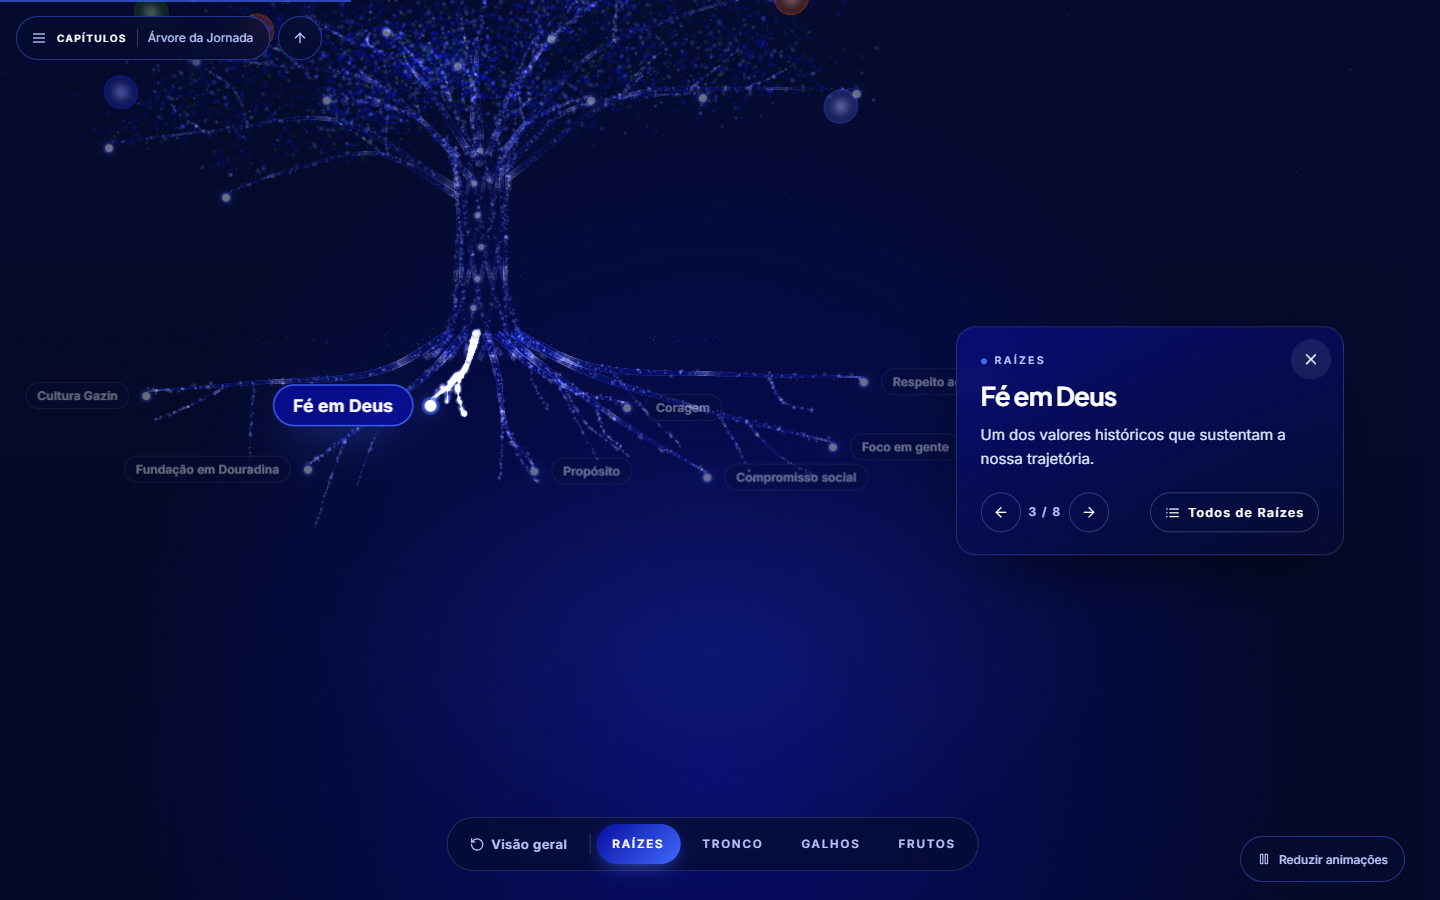 CAPÍTULOS
Árvore da Jornada
Cultura Gazin
Fé em Deus
Fundação em Douradina
Propósito
Coragem
Compromisso social
Foco em gente
Respeito
RAÍZES
Fé em Deus
Um dos valores históricos que sustentam a
nossa trajetória.
3 / 8
Todos de Raízes
Visão geral
RAÍZES
TRONCO
GALHOS
FRUTOS
Reduzir animações